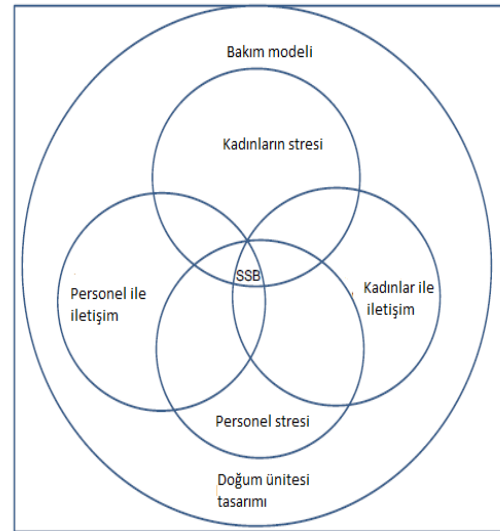 Bakım modeli
Kadınların stresi
SSB
Personel ile
iletişim
Kadınlar ile
iletişim
Personel stresi
Doğum ünitesi
tasarımı